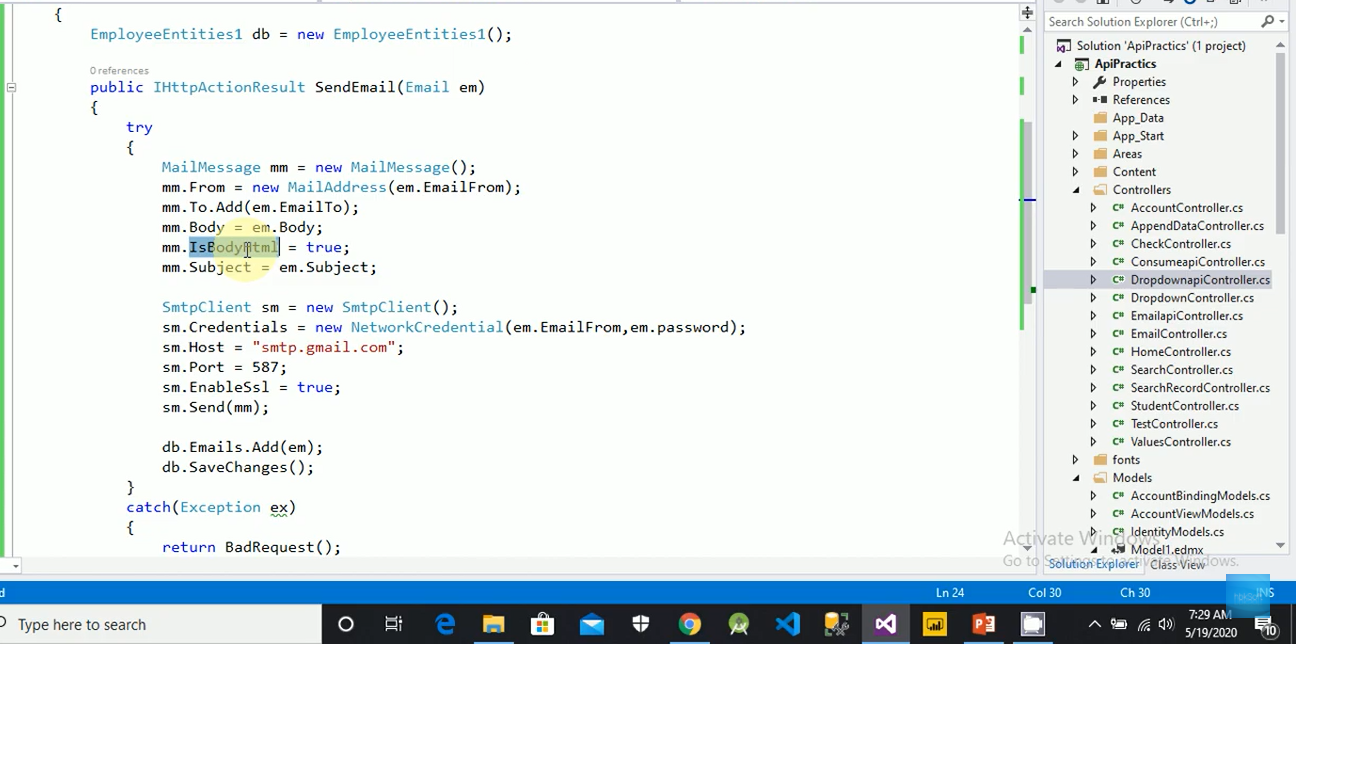 {
EmployeeEntities1 db = new EmployeeEntities1();
0 references
public IHttpActionResult SendEmail(Email em)
{
try
{
MailMessage mm = new MailMessage();
mm.From = new MailAddress(em.EmailFrom);
mm.To.Add(em.EmailTo);
mm.Body = em.Body;
mm.IsBodyHtml = true;
mm.Subject = em.Subject;
SmtpClient sm = new SmtpClient();
sm.Credentials = new NetworkCredential(em.EmailFrom,em.password);
sm.Host = "smtp.gmail.com";
sm.Port = 587;
sm.EnableSsl = true;
sm.Send(mm);
db.Emails.Add(em);
db.SaveChanges();
}
catch(Exception ex)
{
return BadRequest();
Search Solution Explorer (Ctrl+;)
Solution 'ApiPractics' (1 project)
ApiPractics
Properties
References
App_Data
App_Start
Areas
Content
Controllers
C# AccountController.cs
C# AppendDataController.cs
C# CheckController.cs
C# ConsumeapiController.cs
C# DropdownapiController.cs
C# DropdownController.cs
C# EmailapiController.cs
C# EmailController.cs
C# HomeController.cs
C# SearchController.cs
C# SearchRecordController.cs
C# StudentController.cs
C# TestController.cs
C# ValuesController.cs
fonts
Models
C# AccountBindingModels.cs
C# AccountViewModels.cs
C# IdentityModels.cs
Model1.edmx
Activate Windows
Go to Settings to activate Windows.
Solution Explorer Class View
d Ln 24 Col 30 Ch 30 INS
Type here to search
7:29 AM
5/19/2020
10